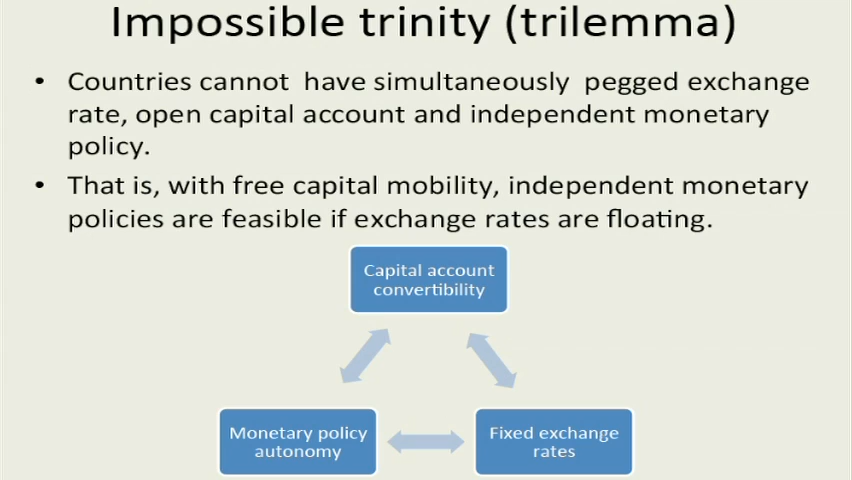 Impossible trinity (trilemma)
• Countries cannot have simultaneously pegged exchange
rate, open capital account and independent monetary
policy.
• That is, with free capital mobility, independent monetary
policies are feasible if exchange rates are floating.
Capital account
convertibility
Monetary policy
autonomy
Fixed exchange
rates